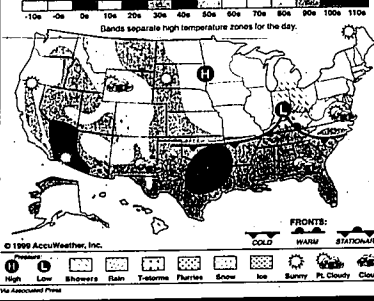 -10s -0s 0s 10s 20s 30s 40s 50s 60s 70s 80s 90s 100s 110s
Bands separate high temperature zones for the day.
H
L
FRONTS:
COLD WARM STATIONARY
© 1999 AccuWeather, Inc.
Pressure:
H L
High Low Showers Rain T-storms Flurries Snow Ice Sunny Pt. Cloudy
Via Associated Press